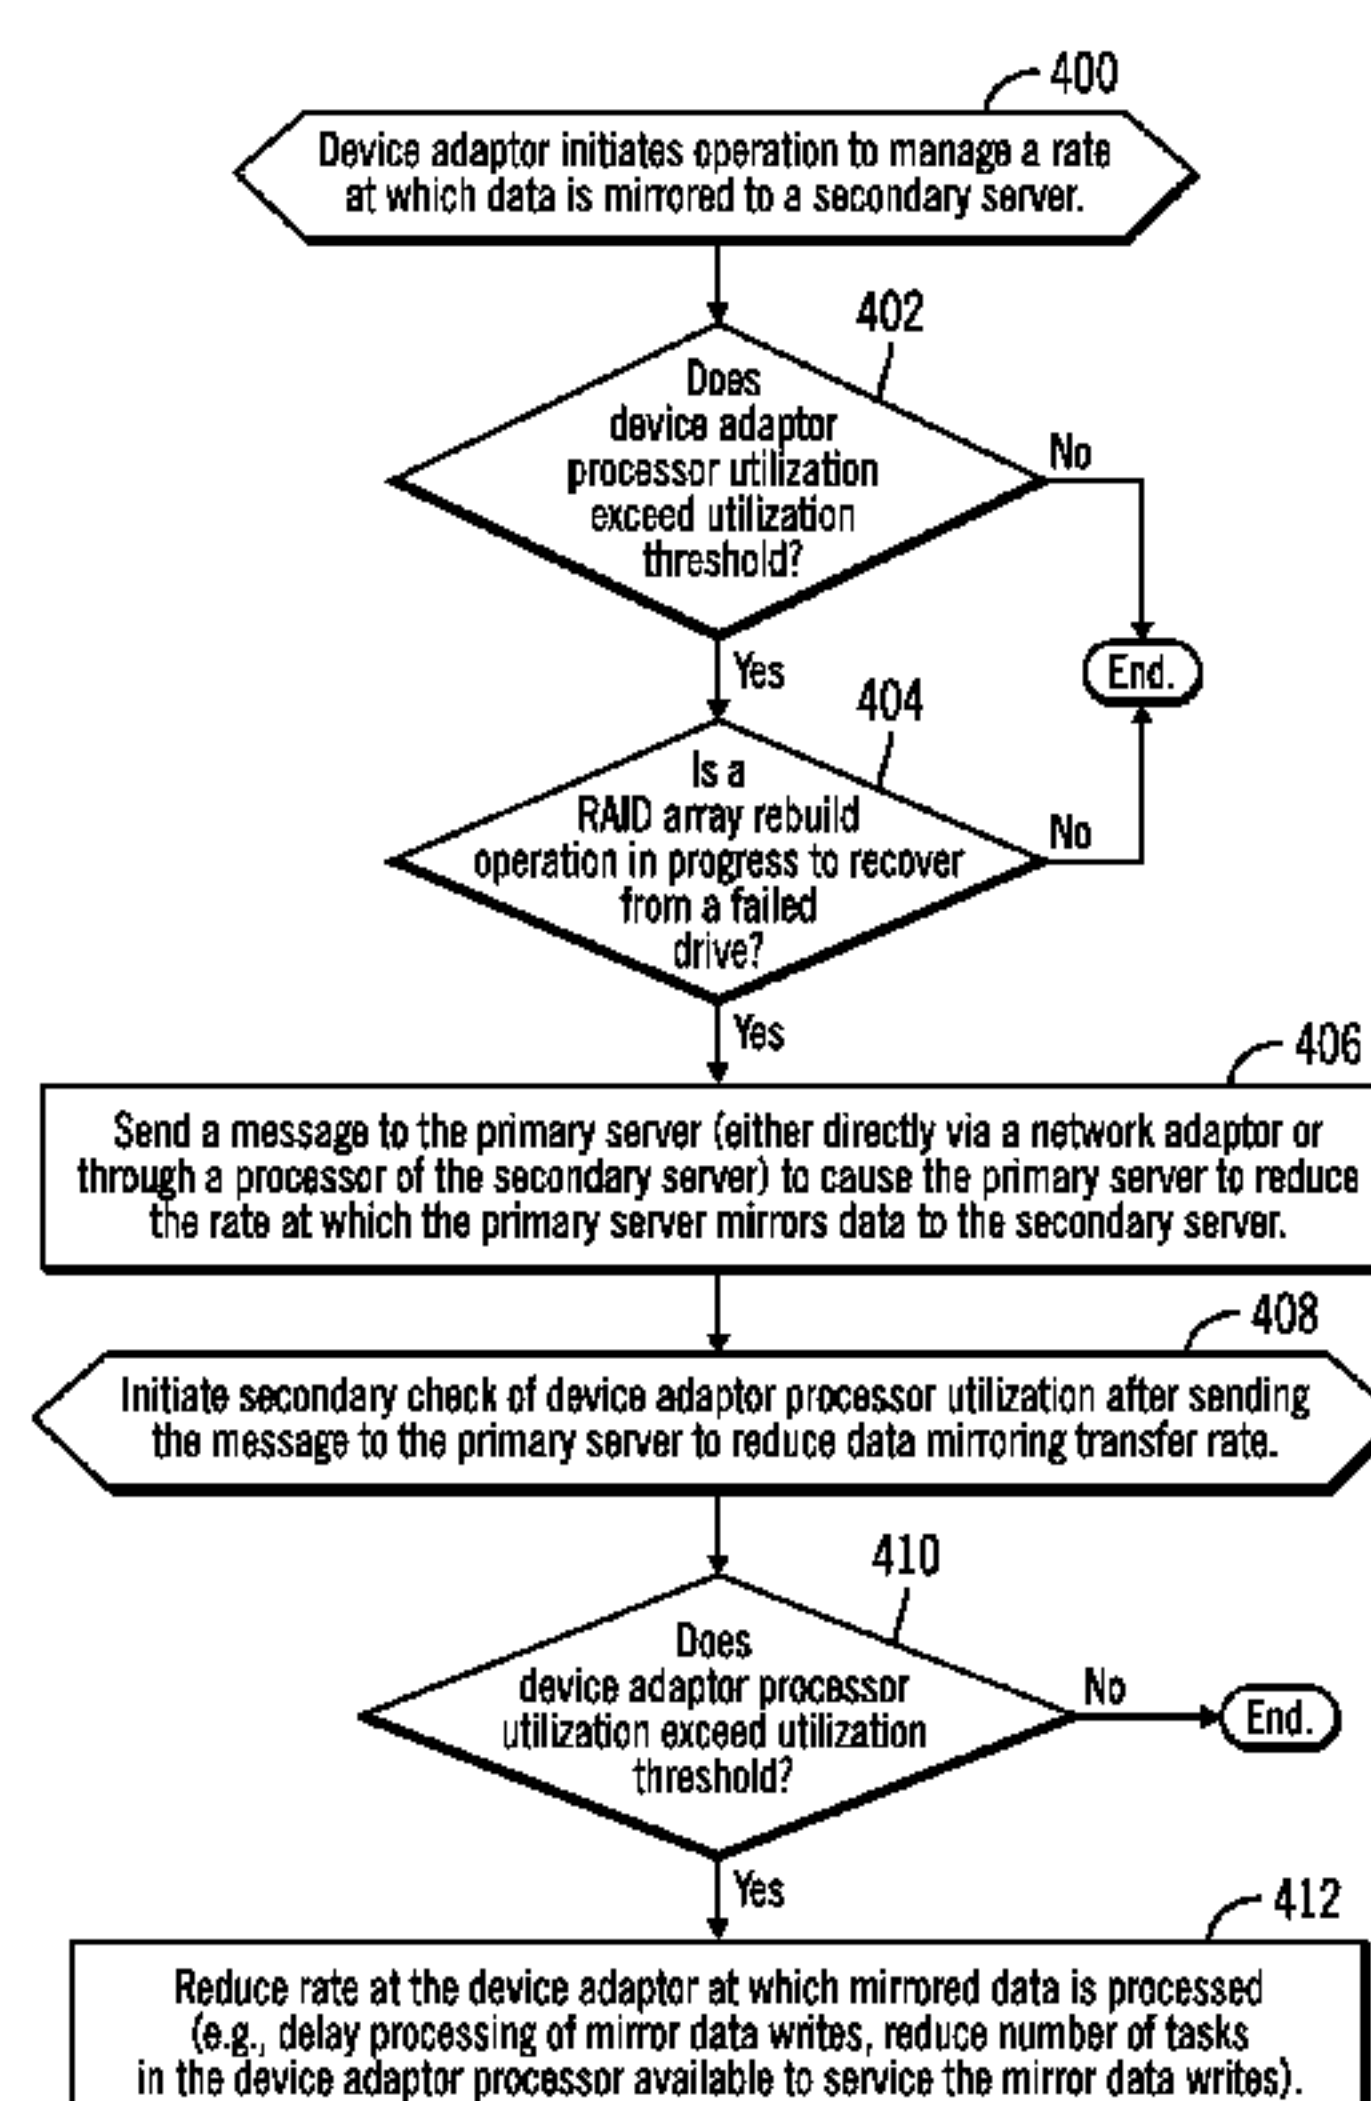 400
Device adaptor initiates operation to manage a rate
at which data is mirrored to a secondary server.
402
Does
device adaptor
processor utilization
exceed utilization
threshold?
No
End.
Yes
404
Is a
RAID array rebuild
operation in progress to recover
from a failed
drive?
No
Yes
406
Send a message to the primary server (either directly via a network adaptor or
through a processor of the secondary server) to cause the primary server to reduce
the rate at which the primary server mirrors data to the secondary server.
408
Initiate secondary check of device adaptor processor utilization after sending
the message to the primary server to reduce data mirroring transfer rate.
410
Does
device adaptor processor
utilization exceed utilization
threshold?
No
End.
Yes
412
Reduce rate at the device adaptor at which mirrored data is processed
(e.g., delay processing of mirror data writes, reduce number of tasks
in the device adaptor processor available to service the mirror data writes).